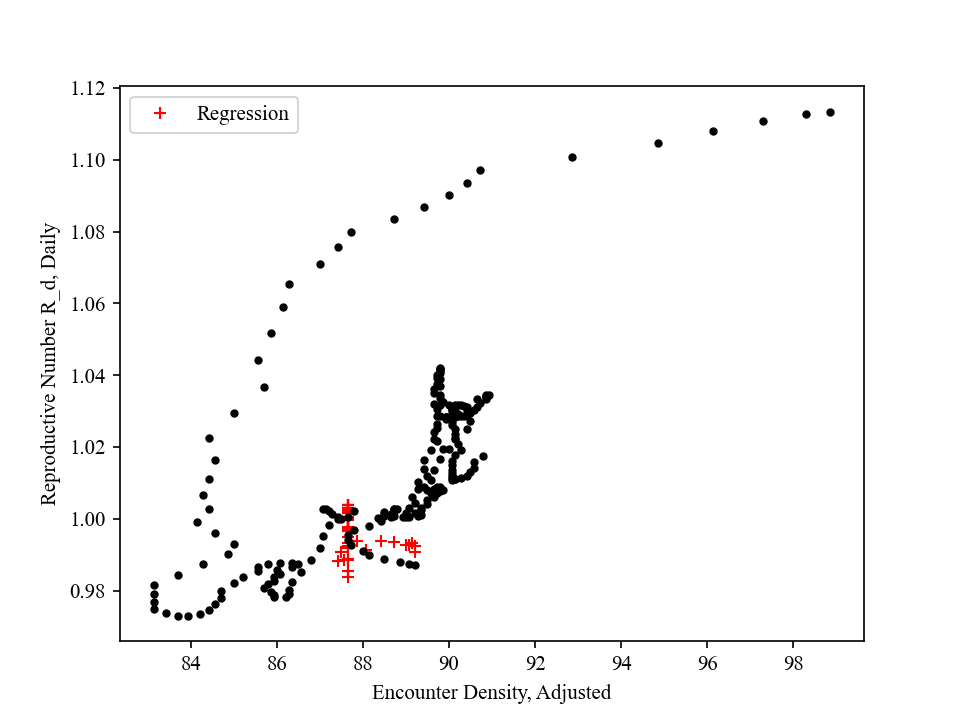 1.12
1.10
1.08
1.06
1.04
1.02
1.00
0.98
Reproductive Number R_d, Daily
Regression
84 86 88 90 92 94 96 98
Encounter Density, Adjusted